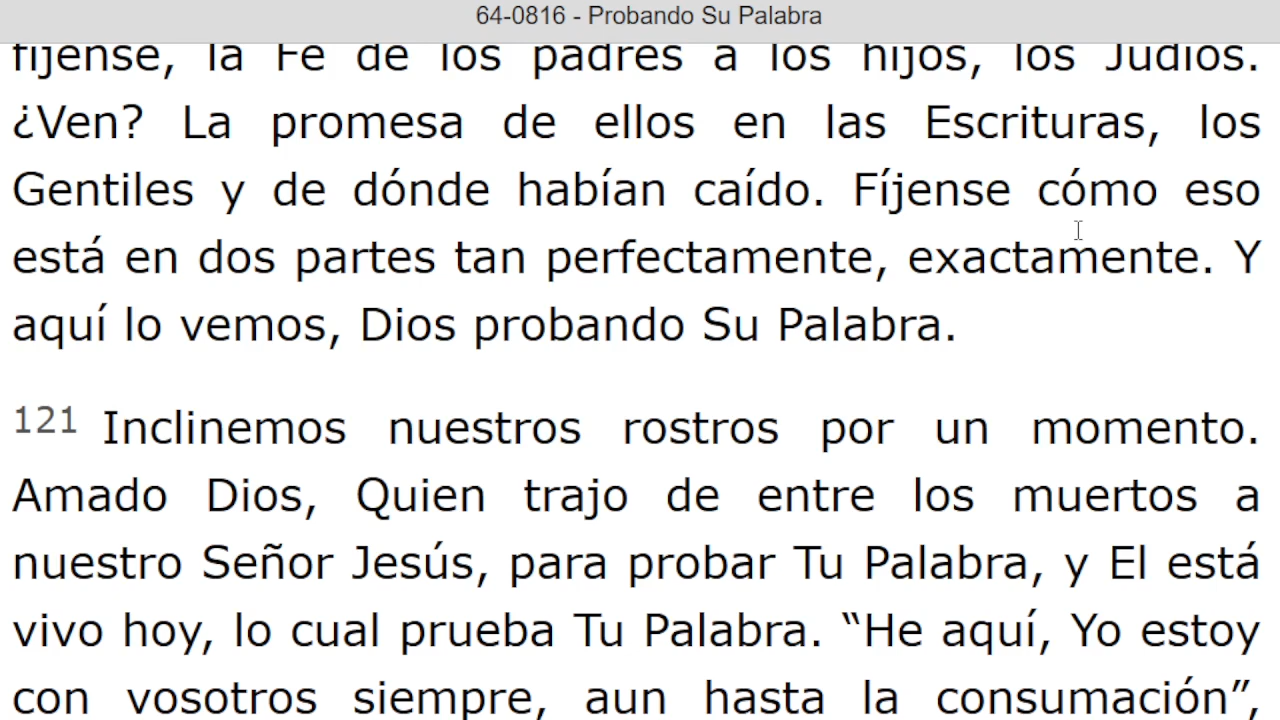 64-0816 - Probando Su Palabra
fíjense, la Fe de los padres a los hijos, los Judíos.
¿Ven? La promesa de ellos en las Escrituras, los
Gentiles y de dónde habían caído. Fíjense cómo eso
está en dos partes tan perfectamente, exactamente. Y
aquí lo vemos, Dios probando Su Palabra.
121 Inclinemos nuestros rostros por un momento.
Amado Dios, Quien trajo de entre los muertos a
nuestro Señor Jesús, para probar Tu Palabra, y El está
vivo hoy, lo cual prueba Tu Palabra. “He aquí, Yo estoy
con vosotros siempre, aun hasta la consumación”,